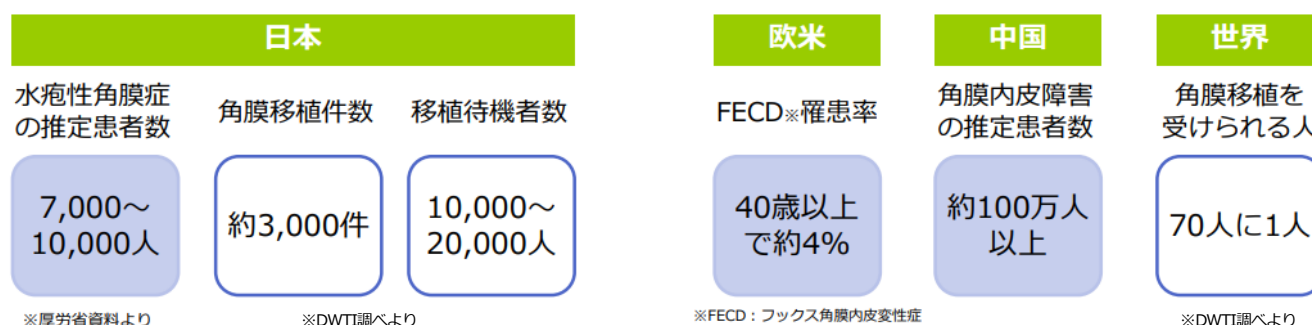 日本
水疱性角膜症
の推定患者数
角膜移植件数
移植待機者数
7,000～
10,000人
約3,000件
10,000～
20,000人
※厚労省資料より
※DWTI調べより
欧米
FECD※罹患率
40歳以上
で約4%
※FECD：フックス角膜内皮変性症
中国
角膜内皮障害
の推定患者数
約100万人
以上
世界
角膜移植を
受けられる人
70人に1人
※DWTI調べより